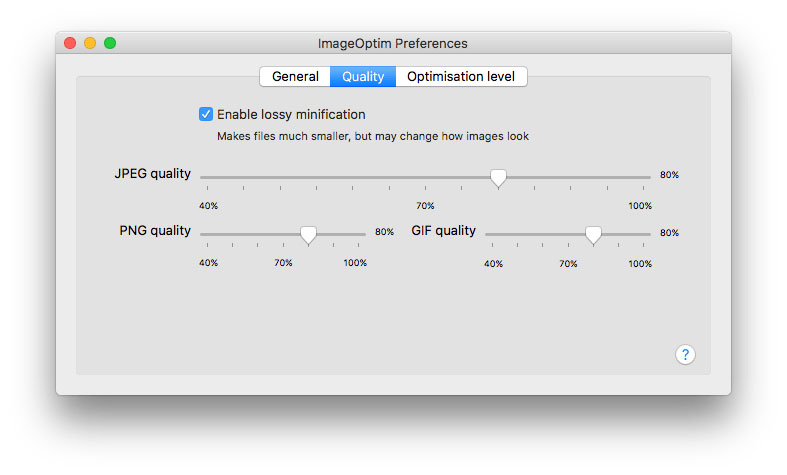 ImageOptim Preferences
General Quality Optimisation level
Enable lossy minification
Makes files much smaller, but may change how images look
JPEG quality 80%
40% 70% 100%
PNG quality 80% GIF quality 80%
40% 70% 100% 40% 70% 100%
?